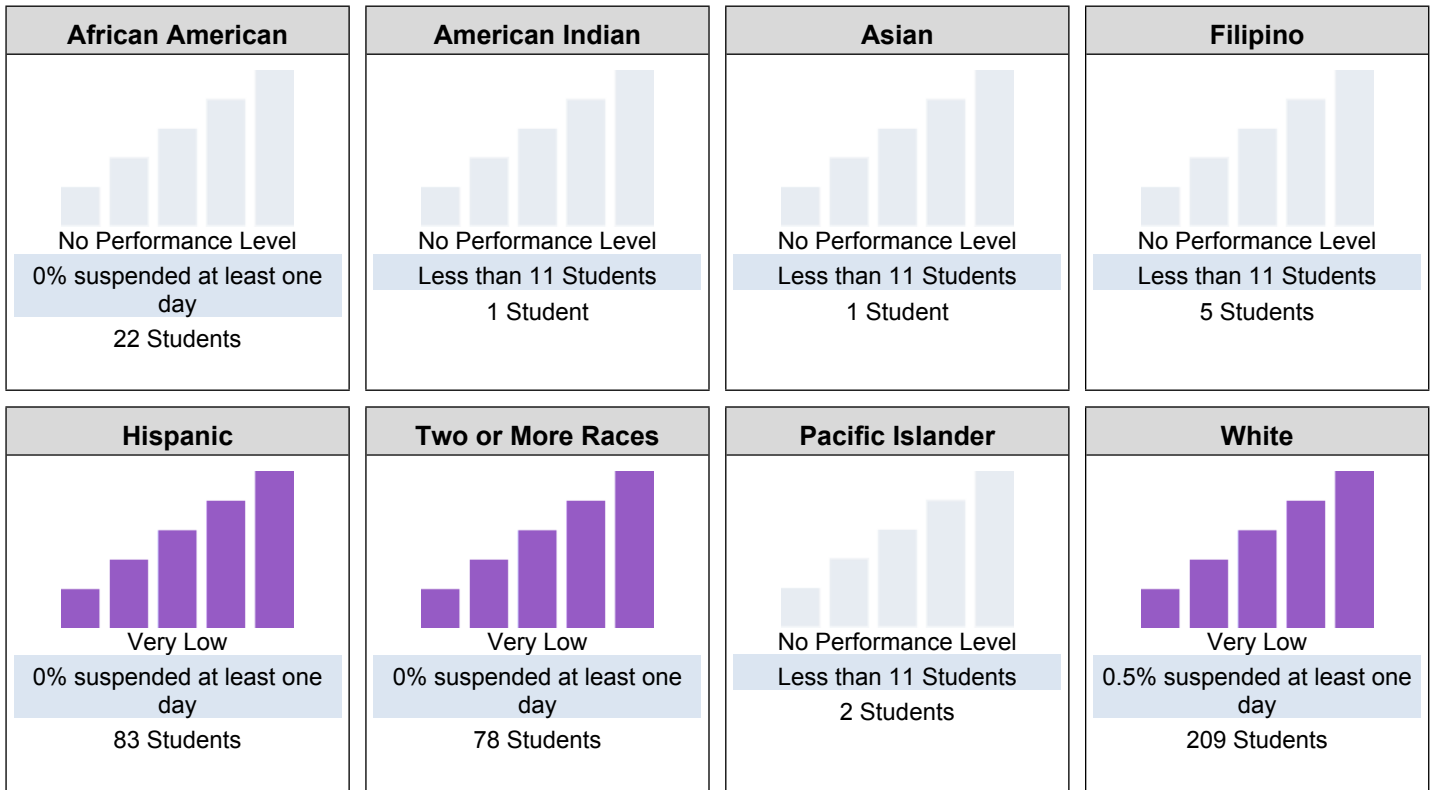 African American
No Performance Level
0% suspended at least one
day
22 Students
American Indian
No Performance Level
Less than 11 Students
1 Student
Asian
No Performance Level
Less than 11 Students
1 Student
Filipino
No Performance Level
Less than 11 Students
5 Students
Hispanic
Very Low
0% suspended at least one
day
83 Students
Two or More Races
Very Low
0% suspended at least one
day
78 Students
Pacific Islander
No Performance Level
Less than 11 Students
2 Students
White
Very Low
0.5% suspended at least one
day
209 Students